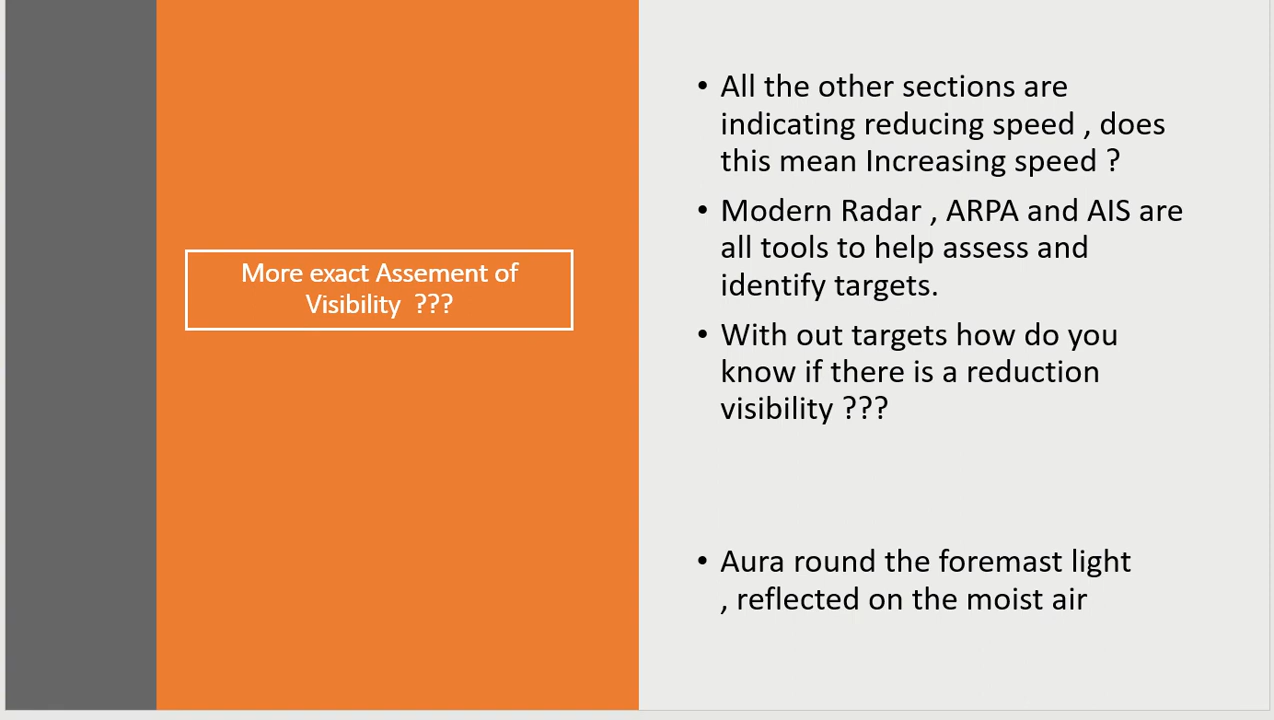 More exact Assement of
Visibility ???
• All the other sections are
indicating reducing speed , does
this mean Increasing speed ?
• Modern Radar , ARPA and AIS are
all tools to help assess and
identify targets.
• With out targets how do you
know if there is a reduction
visibility ???
• Aura round the foremast light
, reflected on the moist air